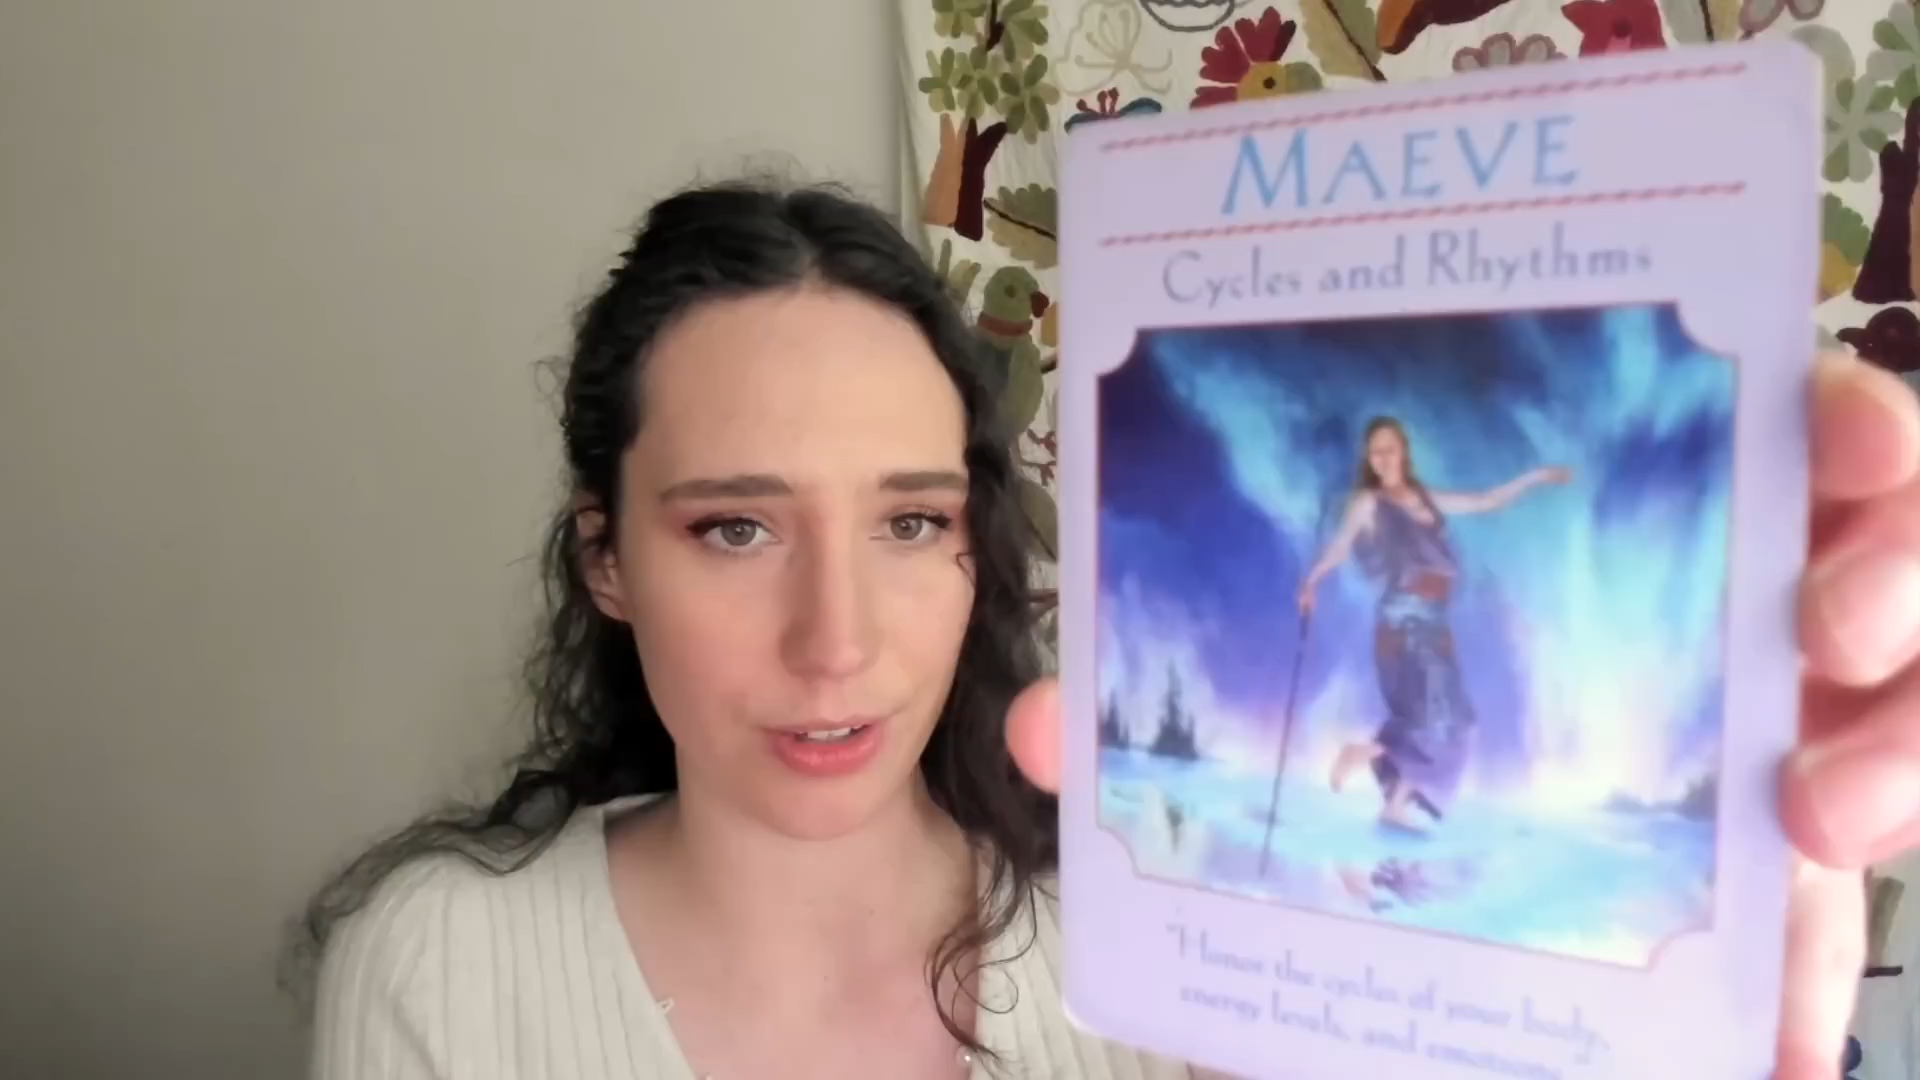 MAEVE
Cycles and Rhythms
"Honor the cycles of your body,
energy levels, and emotions."